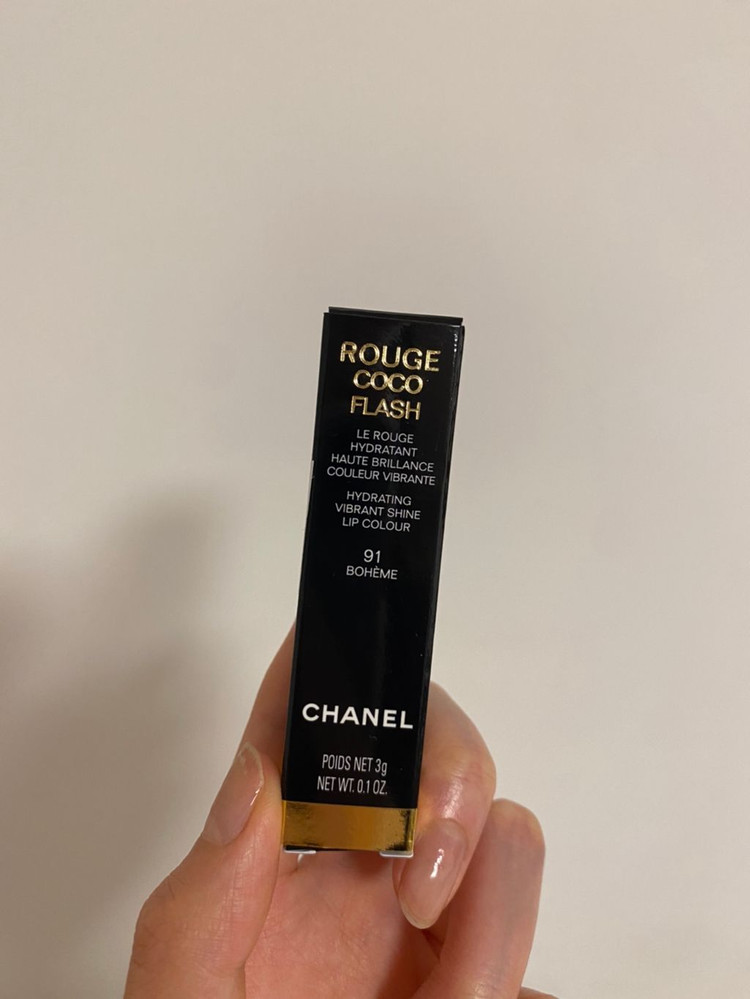 ROUGE
COCO
FLASH
LE ROUGE
HYDRATANT
HAUTE BRILLANCE
COULEUR VIBRANTE
HYDRATING
VIBRANT SHINE
LIP COLOUR
91
BOHÈME
CHANEL
POIDS NET 3g
NET WT. 0.1 OZ.